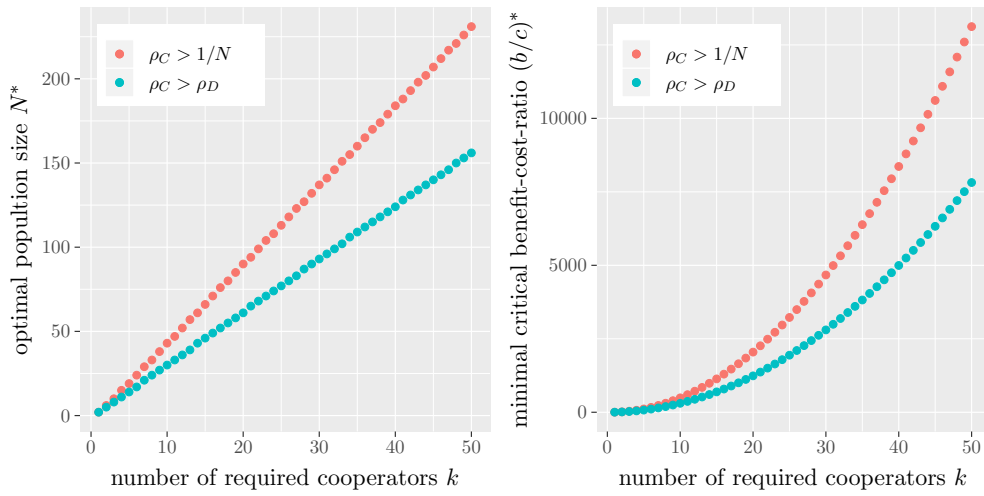 optimal popultion size N*
200
150
100
50
0
ρ_C > 1/N
ρ_C > ρ_D
0 10 20 30 40 50
number of required cooperators k
minimal critical benefit-cost-ratio (b/c)*
10000
5000
0
ρ_C > 1/N
ρ_C > ρ_D
0 10 20 30 40 50
number of required cooperators k